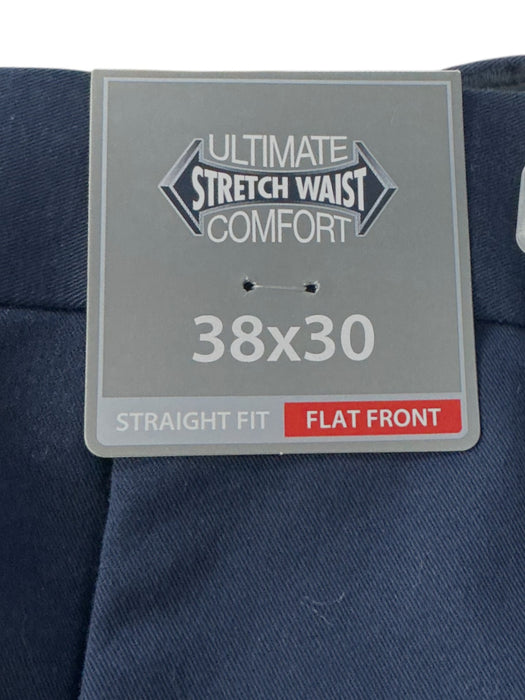 ULTIMATE
STRETCH WAIST
COMFORT
38x30
STRAIGHT FIT FLAT FRONT